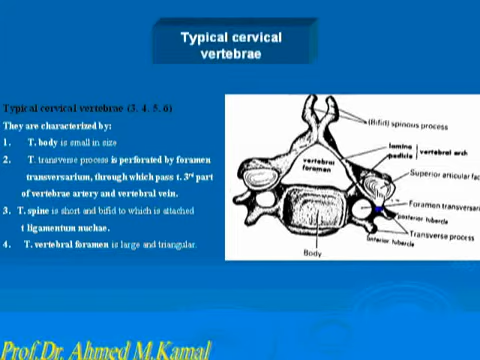 Typical cervical
vertebrae
Typical cervical vertebrae (3, 4, 5, 6)
They are characterized by:
1. T. body is small in size
2. T. transverse process is perforated by foramen
transversarium, through which pass t. 3rd part
of vertebrae artery and vertebral vein.
3. T. spine is short and bifid to which is attached
t ligamentum nuchae.
4. T. vertebral foramen is large and triangular.
(Bifid) spinous process
lamina
pedicle
vertebral arch
vertebral
foramen
Superior articular fac
Foramen transversari
posterior tubercle
Transverse process
anterior tubercle
Body
Prof.Dr. Ahmed M.Kamal